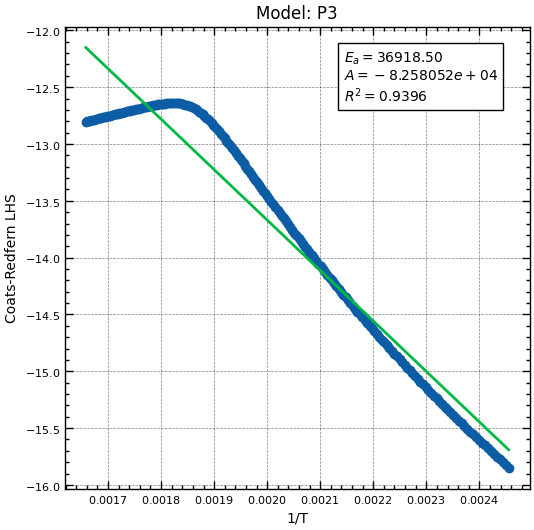 Model: P3
Eₐ = 36918.50
A = −8.258052e + 04
R² = 0.9396
Coats-Redfern LHS
−12.0
−12.5
−13.0
−13.5
−14.0
−14.5
−15.0
−15.5
−16.0
0.0017 0.0018 0.0019 0.0020 0.0021 0.0022 0.0023 0.0024
1/T